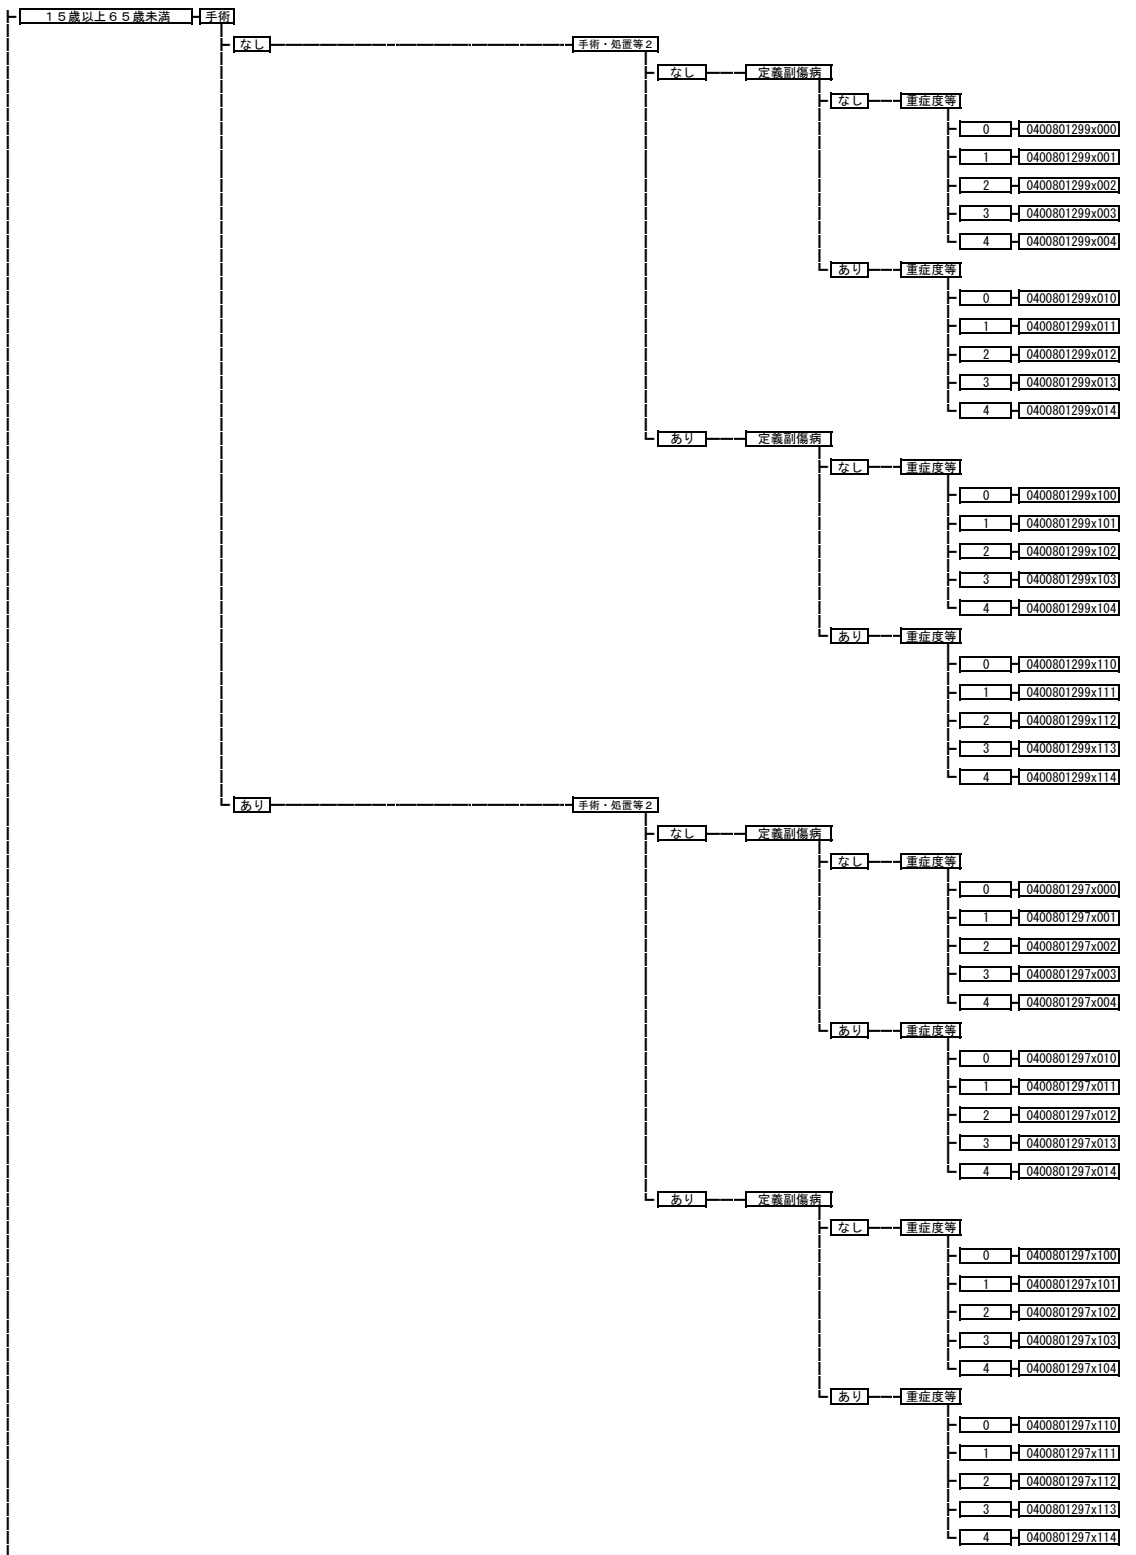 １５歳以上６５歳未満 手術
なし 手術・処置等２
なし 定義副傷病
なし 重症度等
0 0400801299x000
1 0400801299x001
2 0400801299x002
3 0400801299x003
4 0400801299x004
あり 重症度等
0 0400801299x010
1 0400801299x011
2 0400801299x012
3 0400801299x013
4 0400801299x014
あり 定義副傷病
なし 重症度等
0 0400801299x100
1 0400801299x101
2 0400801299x102
3 0400801299x103
4 0400801299x104
あり 重症度等
0 0400801299x110
1 0400801299x111
2 0400801299x112
3 0400801299x113
4 0400801299x114
あり 手術・処置等２
なし 定義副傷病
なし 重症度等
0 0400801297x000
1 0400801297x001
2 0400801297x002
3 0400801297x003
4 0400801297x004
あり 重症度等
0 0400801297x010
1 0400801297x011
2 0400801297x012
3 0400801297x013
4 0400801297x014
あり 定義副傷病
なし 重症度等
0 0400801297x100
1 0400801297x101
2 0400801297x102
3 0400801297x103
4 0400801297x104
あり 重症度等
0 0400801297x110
1 0400801297x111
2 0400801297x112
3 0400801297x113
4 0400801297x114